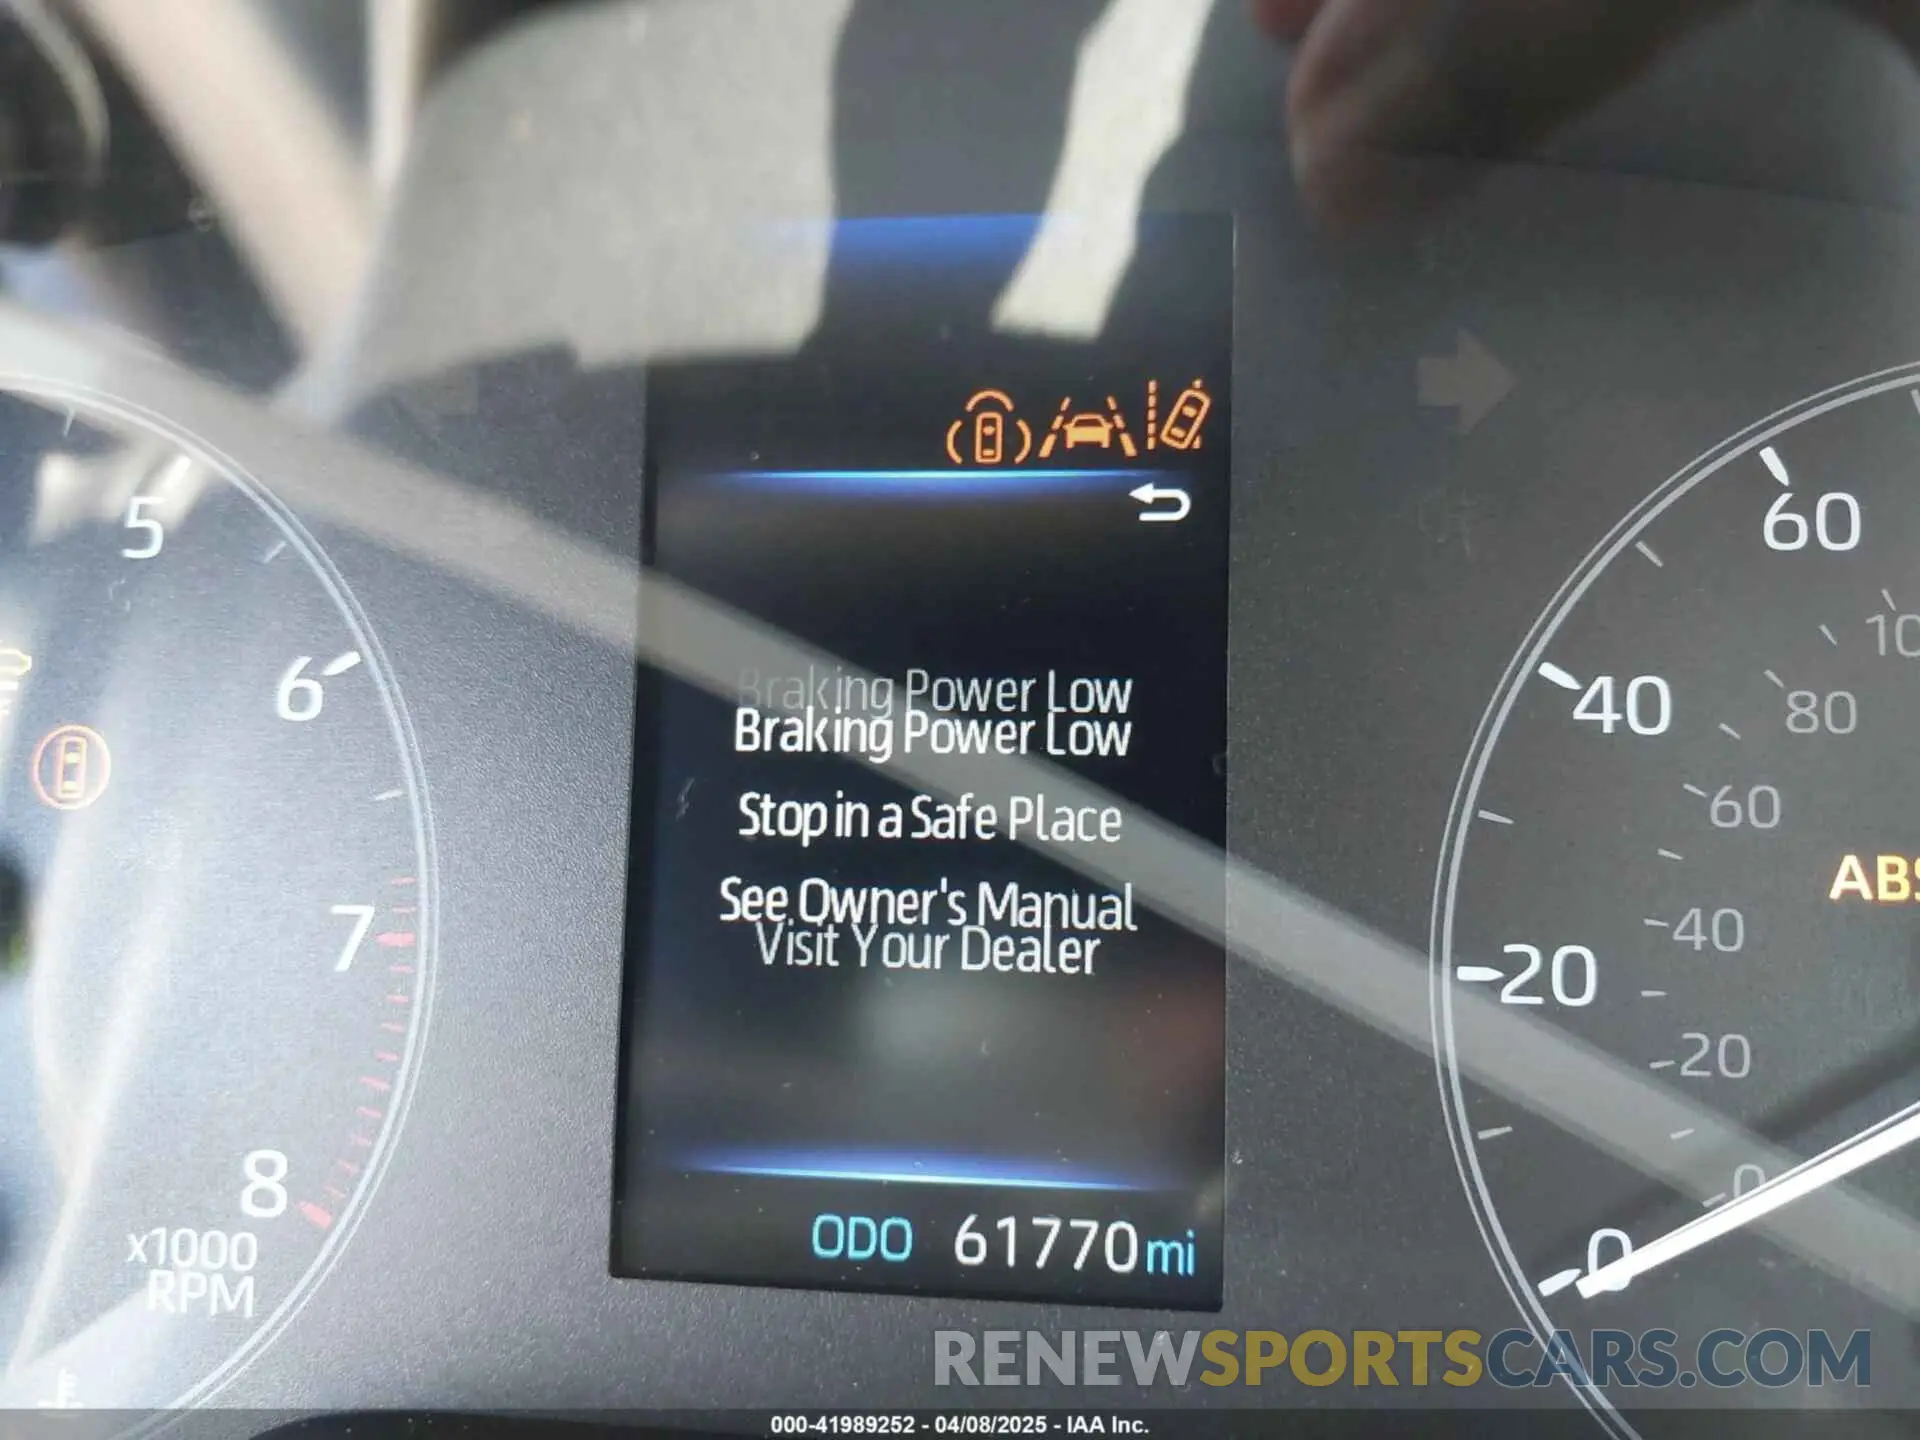 5
6
7
8
x1000
RPM
Braking Power Low
Braking Power Low
Stop in a Safe Place
See Owner's Manual
Visit Your Dealer
ODO 61770 mi
60
40
20
0
80
60
40
20
0
RENEWSPORTSCARS.COM
000-41989252 - 04/08/2025 - IAA Inc.